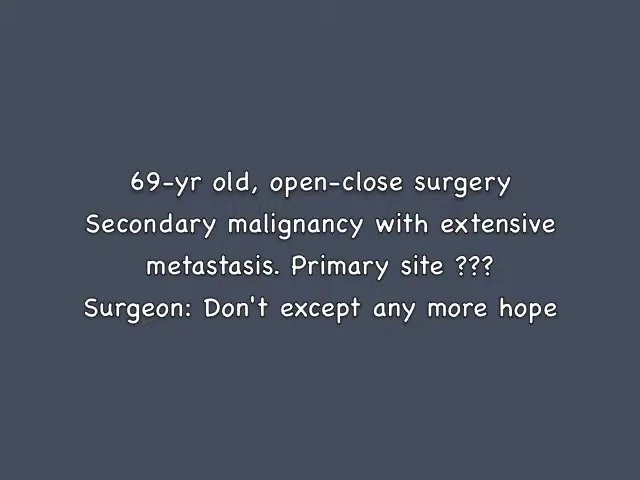 69-yr old, open-close surgery
Secondary malignancy with extensive
metastasis. Primary site ???
Surgeon: Don't except any more hope